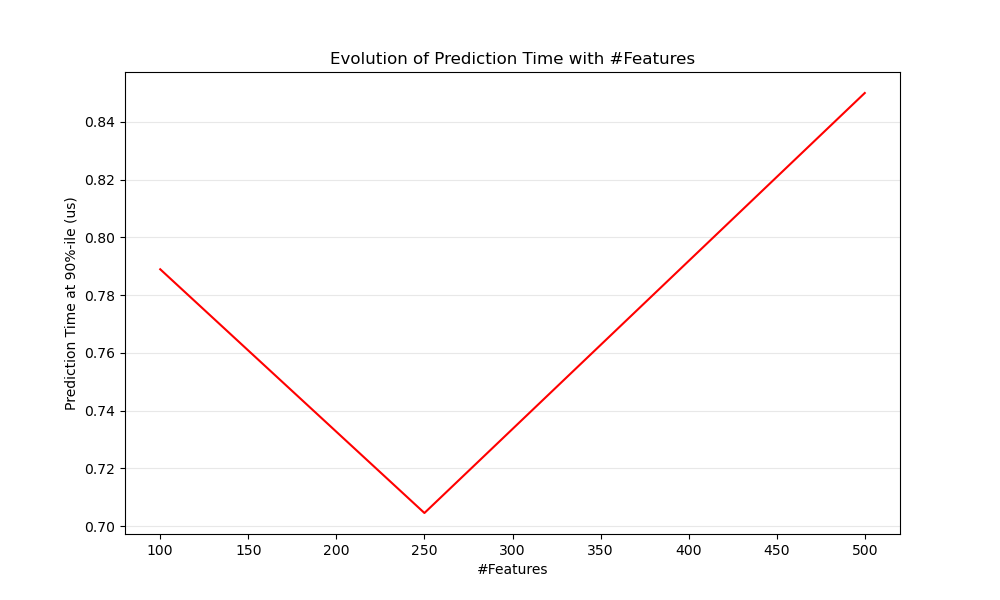 Evolution of Prediction Time with #Features
Prediction Time at 90%-ile (us)
0.84
0.82
0.80
0.78
0.76
0.74
0.72
0.70
100 150 200 250 300 350 400 450 500
#Features